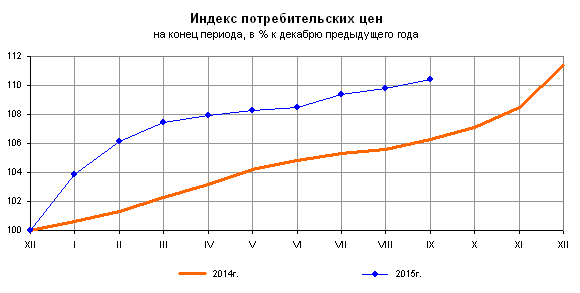 Индекс потребительских цен
на конец периода, в % к декабрю предыдущего года
112
110
108
106
104
102
100
XII I II III IV V VI VII VIII IX X XI XII
2014г. 2015г.